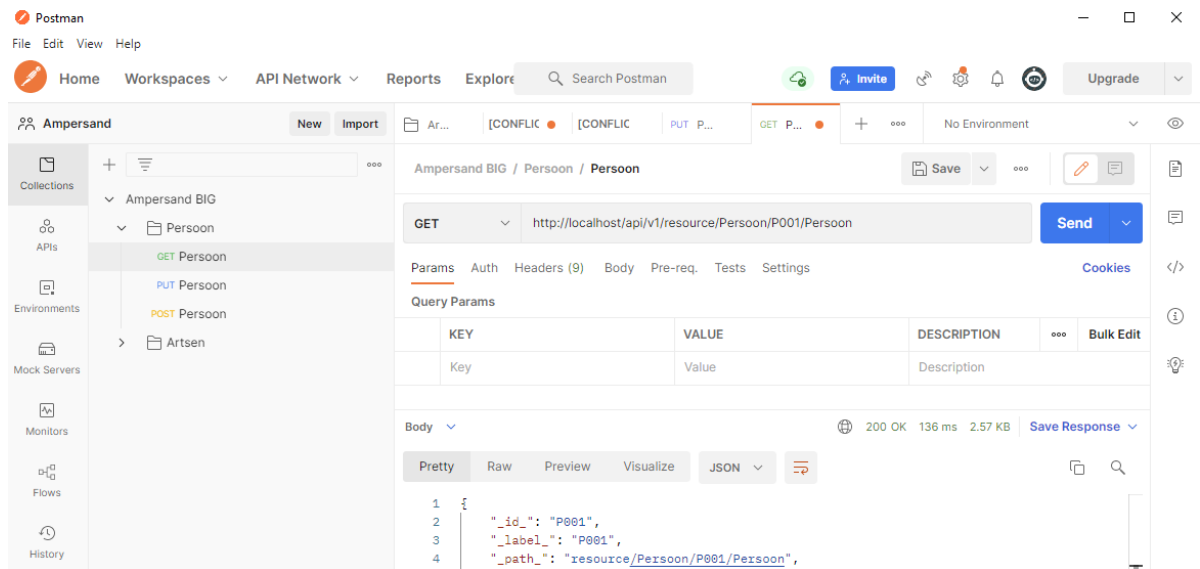 Postman
File Edit View Help
Home Workspaces API Network Reports Explore Search Postman Invite Upgrade
Ampersand New Import Ar... [CONFLIC [CONFLIC PUT P... GET P... No Environment
Collections
APIs
Environments
Mock Servers
Monitors
Flows
History
Ampersand BIG
Persoon
GET Persoon
PUT Persoon
POST Persoon
Artsen
Ampersand BIG / Persoon / Persoon Save
GET http://localhost/api/v1/resource/Persoon/P001/Persoon Send
Params Auth Headers (9) Body Pre-req. Tests Settings Cookies
Query Params
KEY VALUE DESCRIPTION Bulk Edit
Key Value Description
Body 200 OK 136 ms 2.57 KB Save Response
Pretty Raw Preview Visualize JSON
1 {
2 "_id_": "P001",
3 "_label_": "P001",
4 "_path_": "resource/Persoon/P001/Persoon",